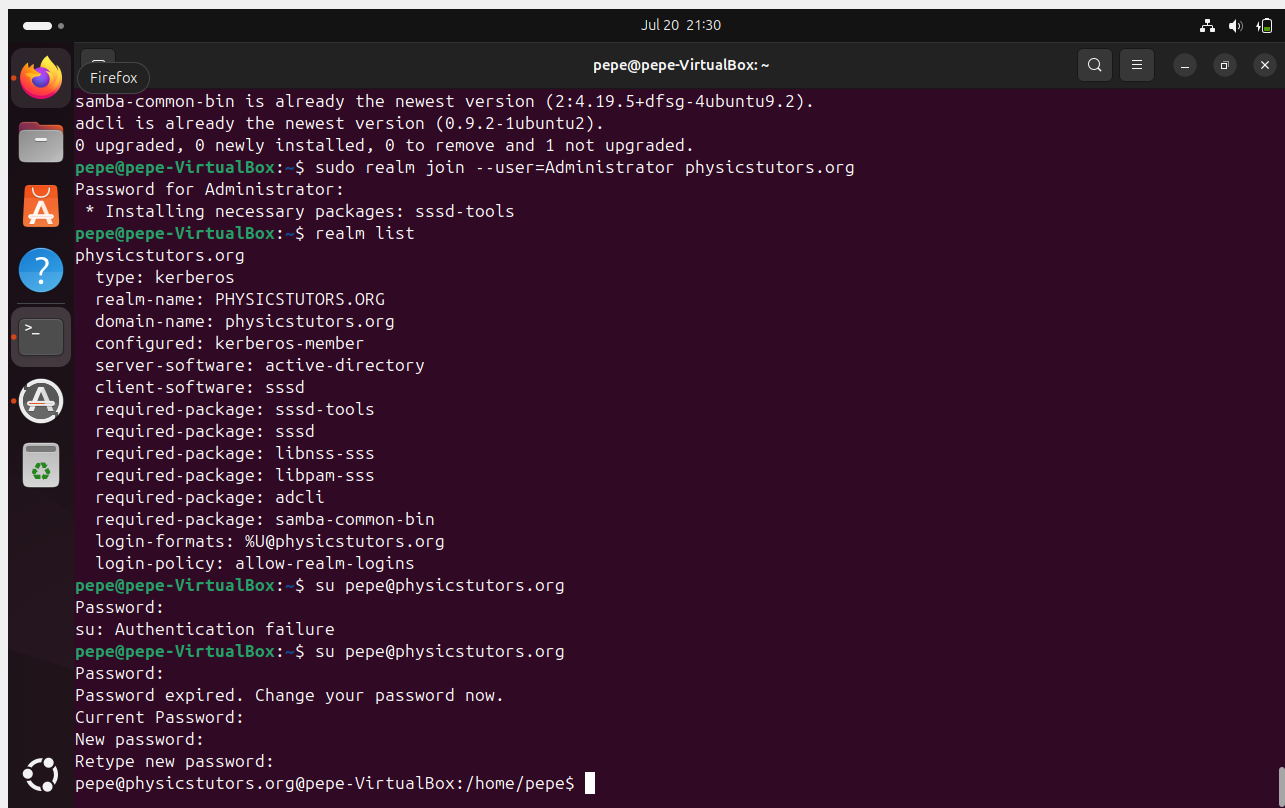 Jul 20 21:30
pepe@pepe-VirtualBox: ~
Firefox
samba-common-bin is already the newest version (2:4.19.5+dfsg-4ubuntu9.2).
adcli is already the newest version (0.9.2-1ubuntu2).
0 upgraded, 0 newly installed, 0 to remove and 1 not upgraded.
pepe@pepe-VirtualBox:~$ sudo realm join --user=Administrator physicstutors.org
Password for Administrator:
 * Installing necessary packages: sssd-tools
pepe@pepe-VirtualBox:~$ realm list
physicstutors.org
  type: kerberos
  realm-name: PHYSICSTUTORS.ORG
  domain-name: physicstutors.org
  configured: kerberos-member
  server-software: active-directory
  client-software: sssd
  required-package: sssd-tools
  required-package: sssd
  required-package: libnss-sss
  required-package: libpam-sss
  required-package: adcli
  required-package: samba-common-bin
  login-formats: %U@physicstutors.org
  login-policy: allow-realm-logins
pepe@pepe-VirtualBox:~$ su pepe@physicstutors.org
Password:
su: Authentication failure
pepe@pepe-VirtualBox:~$ su pepe@physicstutors.org
Password:
Password expired. Change your password now.
Current Password:
New password:
Retype new password:
pepe@physicstutors.org@pepe-VirtualBox:/home/pepe$